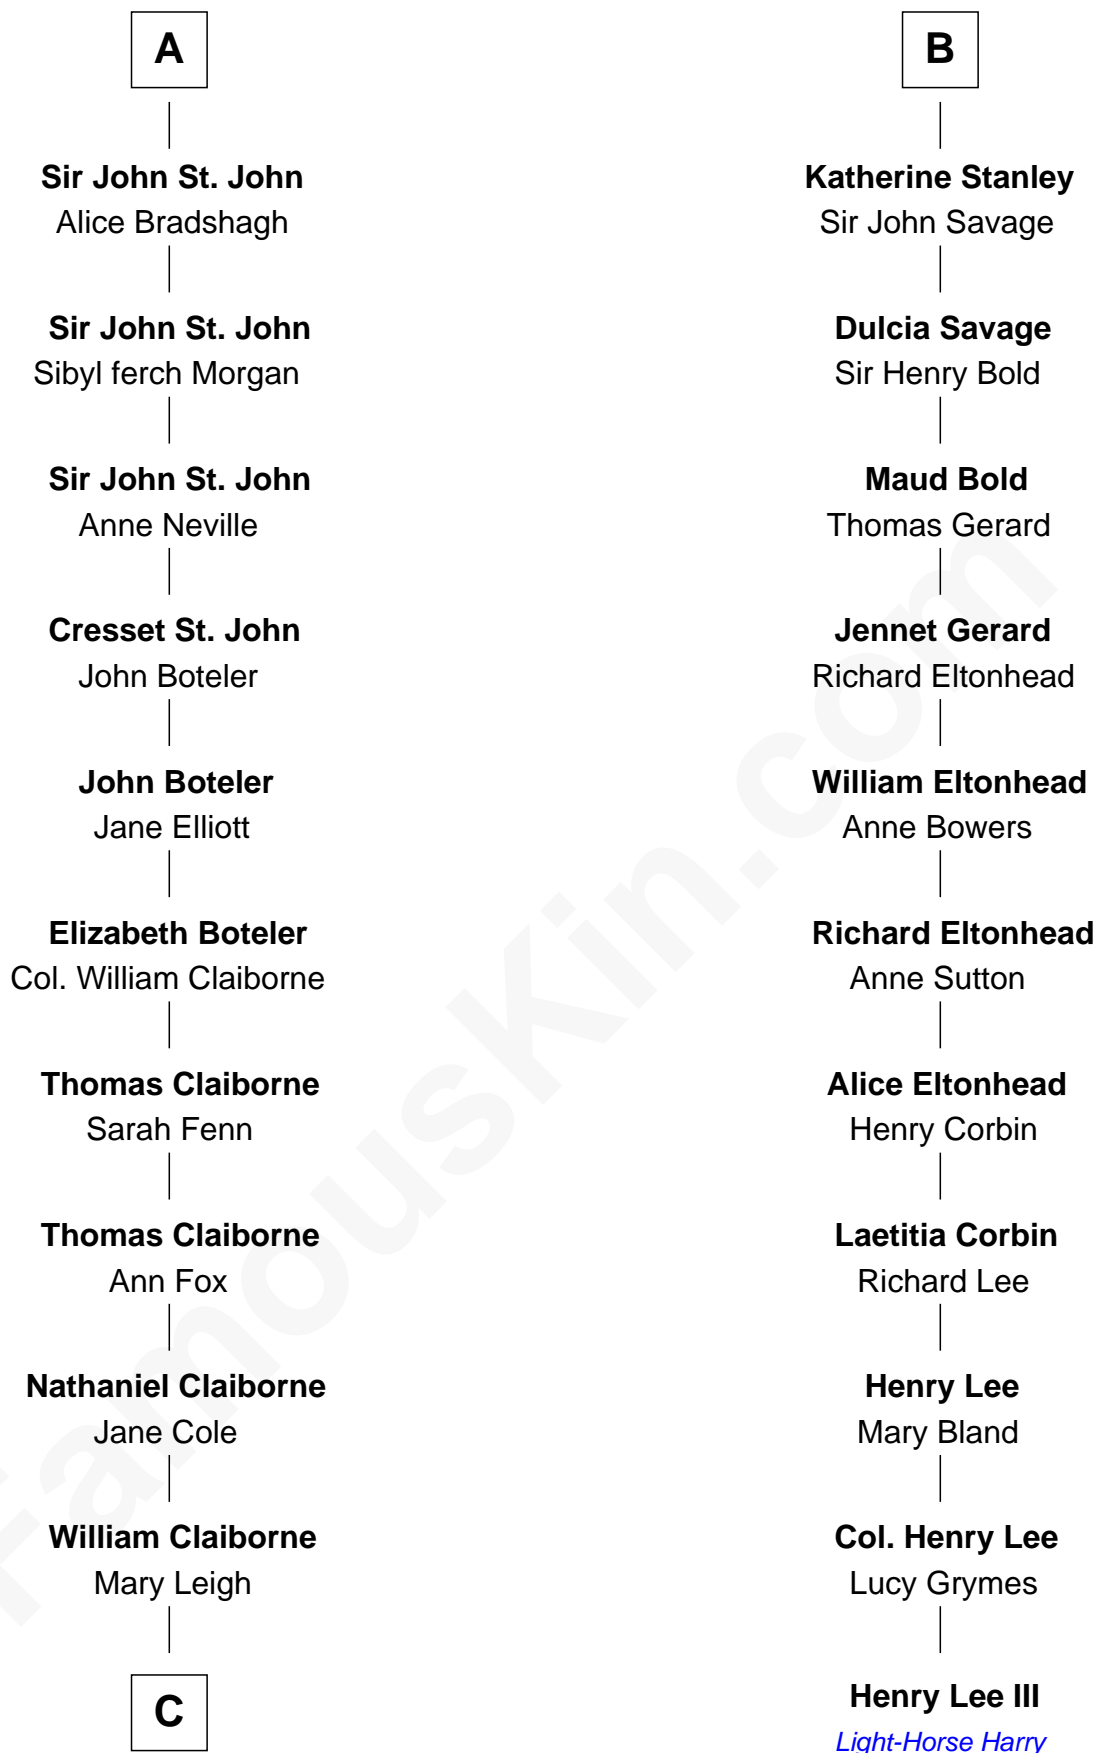 A
Sir John St. John
Alice Bradshagh
Sir John St. John
Sibyl ferch Morgan
Sir John St. John
Anne Neville
Cresset St. John
John Boteler
John Boteler
Jane Elliott
Elizabeth Boteler
Col. William Claiborne
Thomas Claiborne
Sarah Fenn
Thomas Claiborne
Ann Fox
Nathaniel Claiborne
Jane Cole
William Claiborne
Mary Leigh
C
B
Katherine Stanley
Sir John Savage
Dulcia Savage
Sir Henry Bold
Maud Bold
Thomas Gerard
Jennet Gerard
Richard Eltonhead
William Eltonhead
Anne Bowers
Richard Eltonhead
Anne Sutton
Alice Eltonhead
Henry Corbin
Laetitia Corbin
Richard Lee
Henry Lee
Mary Bland
Col. Henry Lee
Lucy Grymes
Henry Lee III
Light-Horse Harry
FamousKin.com